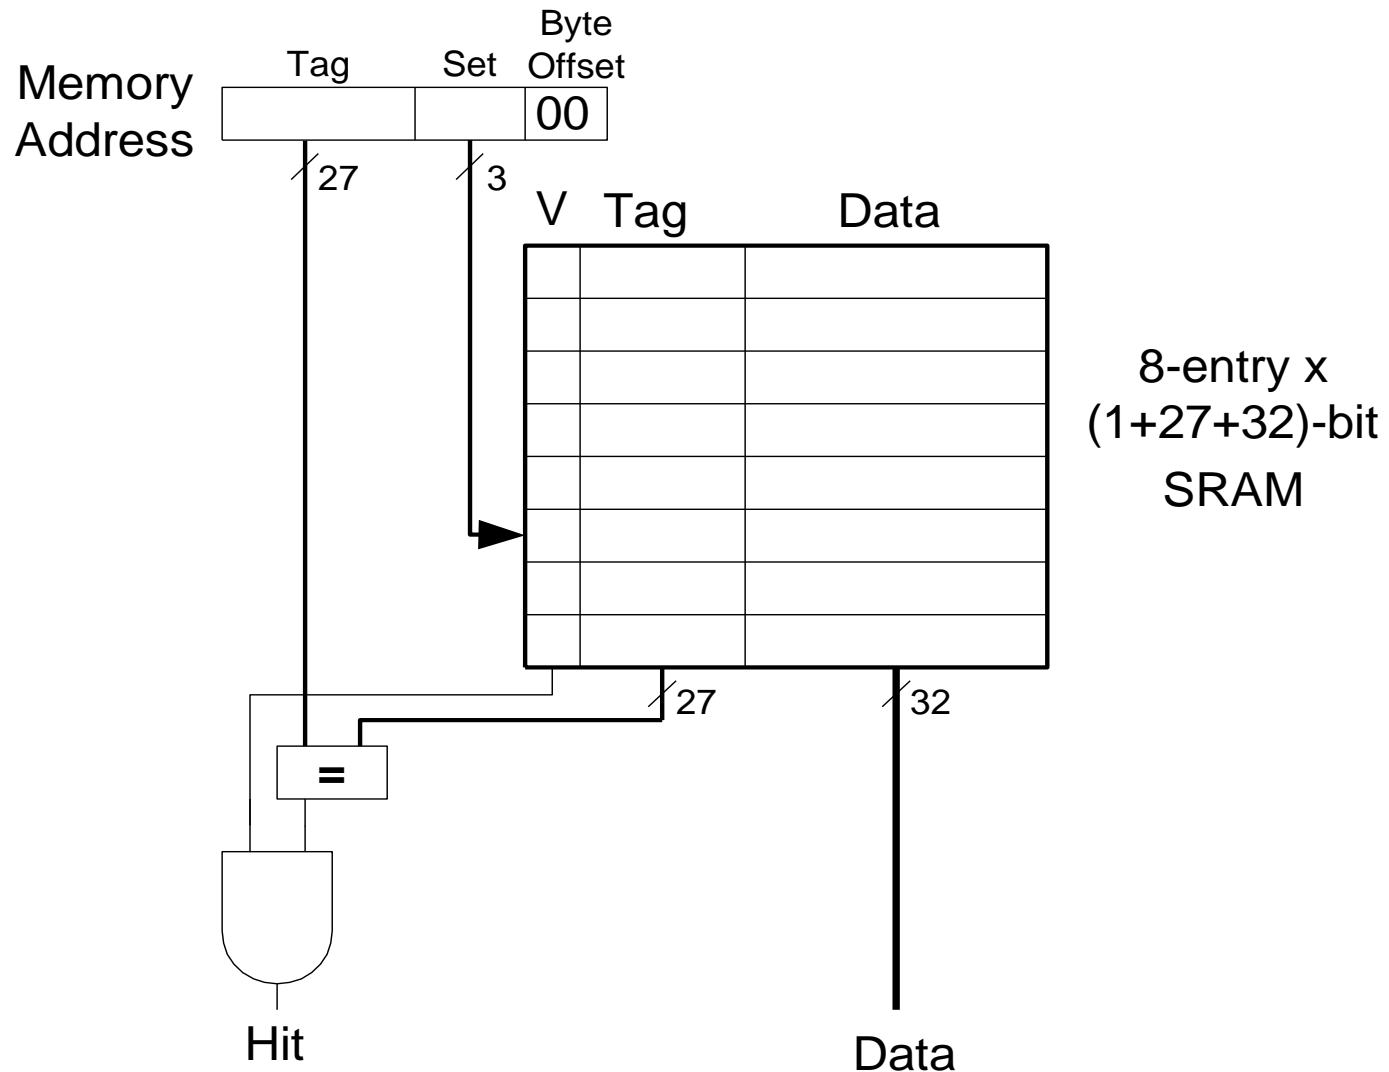 Byte
Tag Set Offset
Memory
Address
00
27 3
V Tag Data
8-entry x
(1+27+32)-bit
SRAM
27 32
=
Hit Data